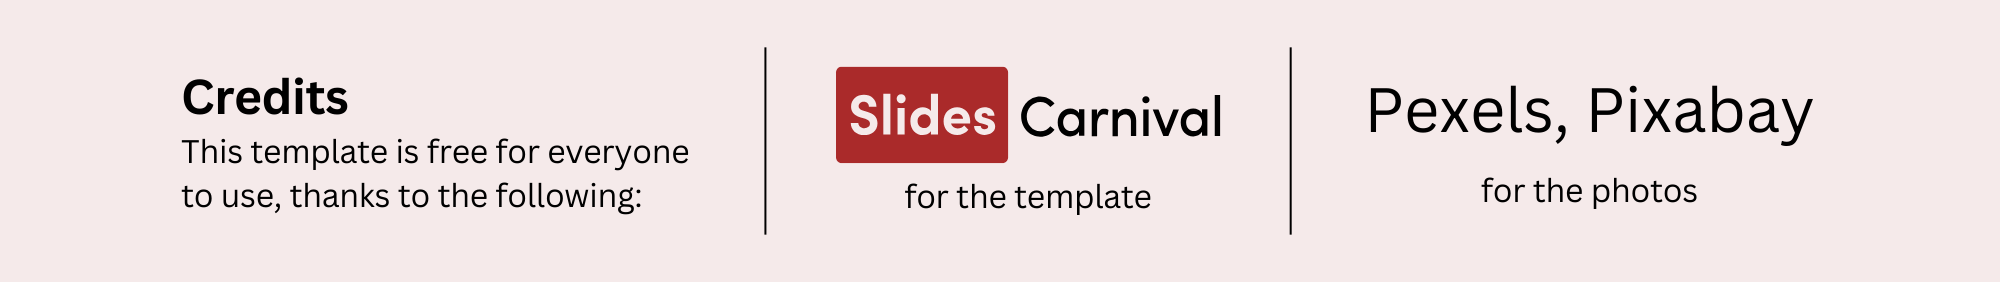 Credits
This template is free for everyone
to use, thanks to the following:
Slides Carnival
for the template
Pexels, Pixabay
for the photos